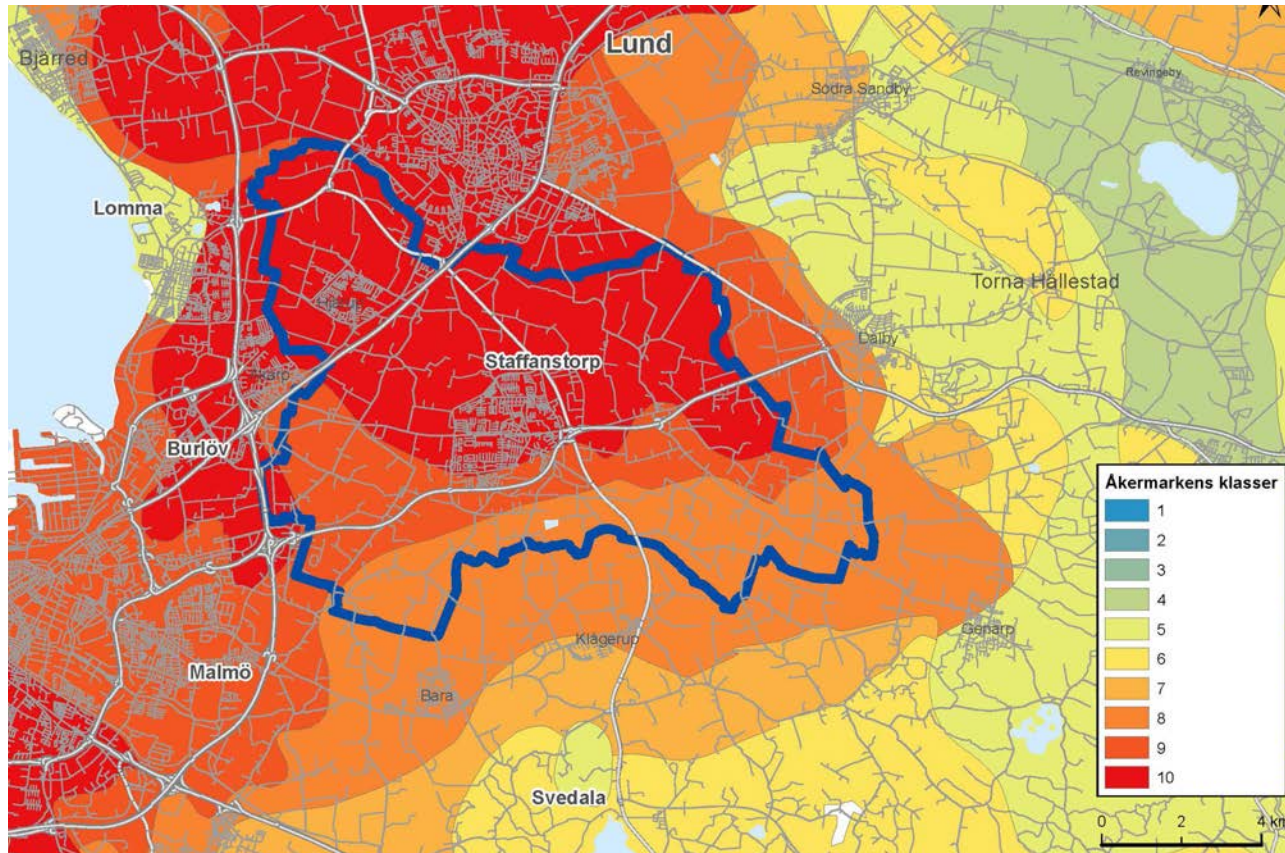 Lund
Bjärred
Revingeby
Södra Sandby
Lomma
Torna Hällestad
Hjärup
Dalby
Staffanstorp
Åkarp
Burlöv
Åkermarkens klasser
1
2
3
4
5
6
7
8
9
10
Genarp
Klågerup
Malmö
Bara
Svedala
0 2 4 km